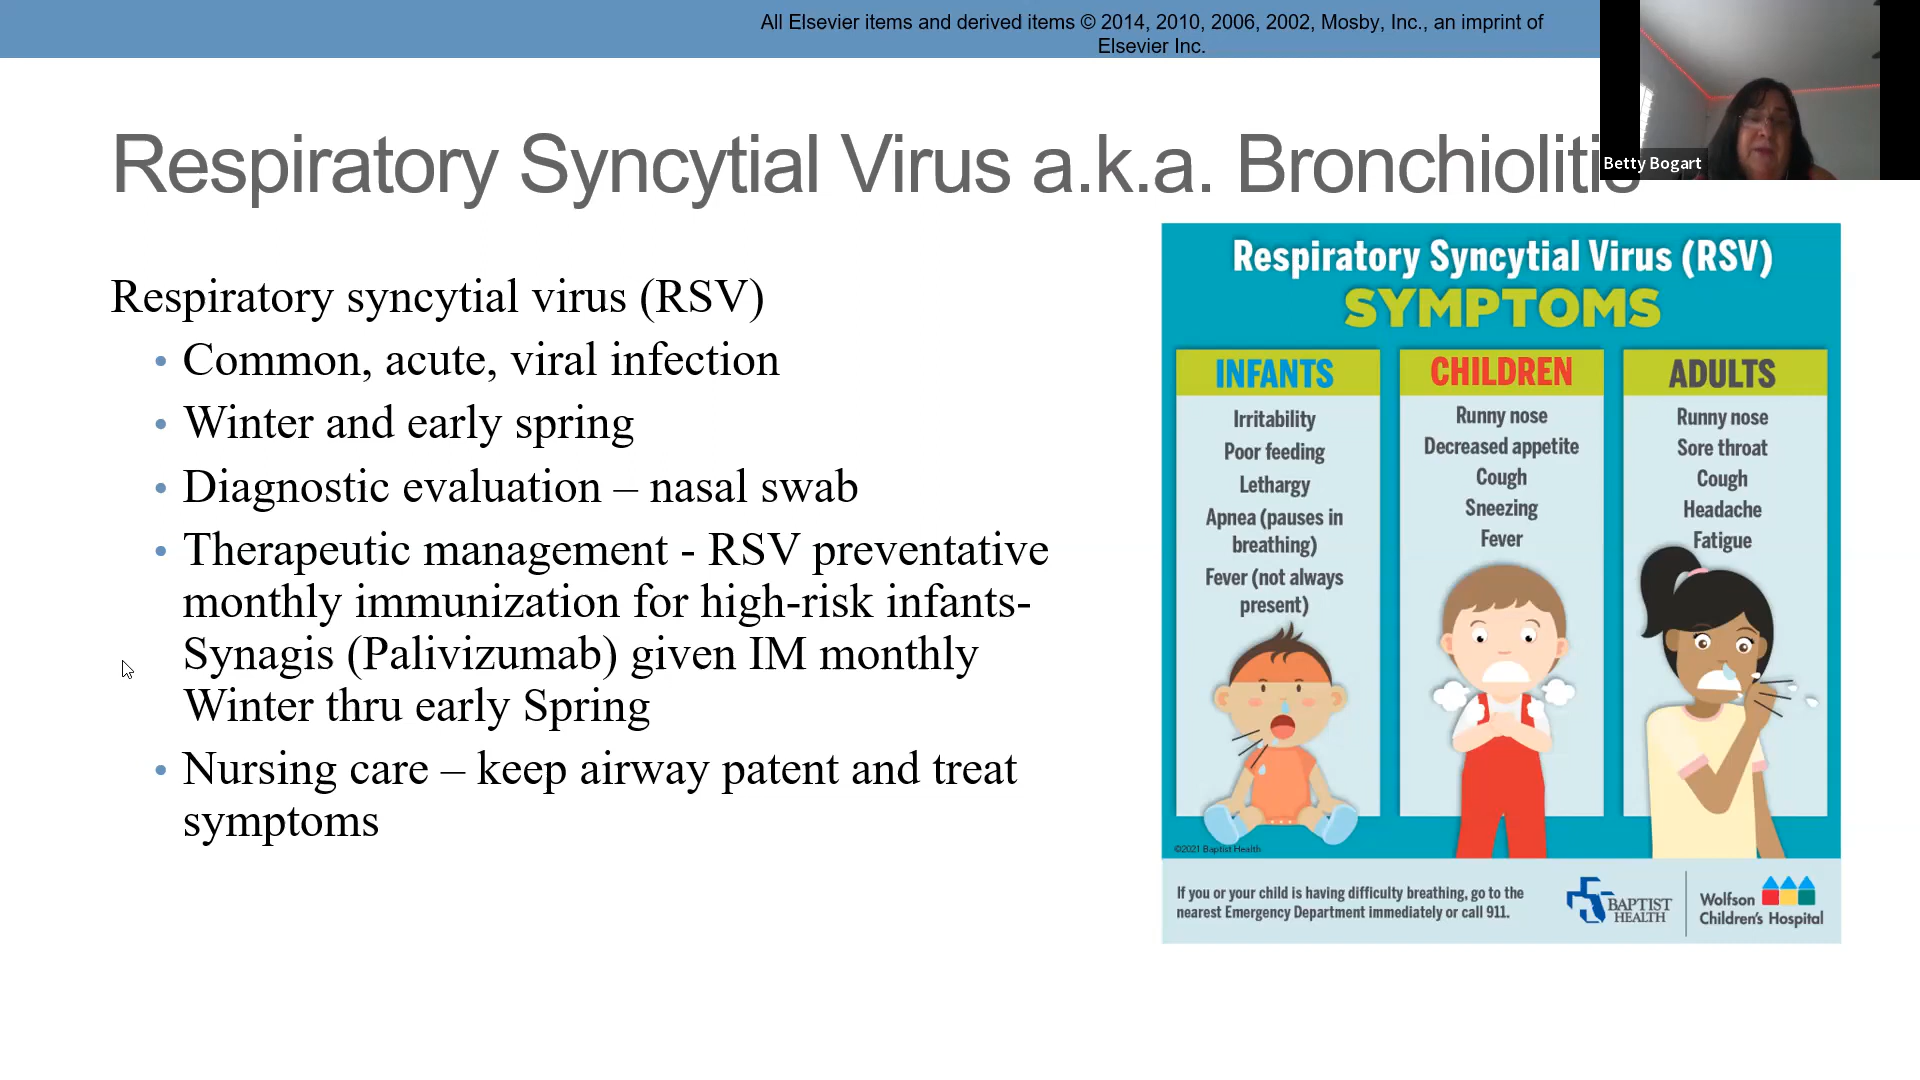 All Elsevier items and derived items © 2014, 2010, 2006, 2002, Mosby, Inc., an imprint of
Elsevier Inc.
Betty Bogart
Respiratory Syncytial Virus a.k.a. Bronchiolitis
Respiratory syncytial virus (RSV)
• Common, acute, viral infection
• Winter and early spring
• Diagnostic evaluation – nasal swab
• Therapeutic management - RSV preventative
monthly immunization for high-risk infants-
Synagis (Palivizumab) given IM monthly
Winter thru early Spring
• Nursing care – keep airway patent and treat
symptoms
Respiratory Syncytial Virus (RSV)
SYMPTOMS
INFANTS
Irritability
Poor feeding
Lethargy
Apnea (pauses in
breathing)
Fever (not always
present)
CHILDREN
Runny nose
Decreased appetite
Cough
Sneezing
Fever
ADULTS
Runny nose
Sore throat
Cough
Headache
Fatigue
©2021 Baptist Health
If you or your child is having difficulty breathing, go to the
nearest Emergency Department immediately or call 911.
BAPTIST
HEALTH
Wolfson
Children's Hospital